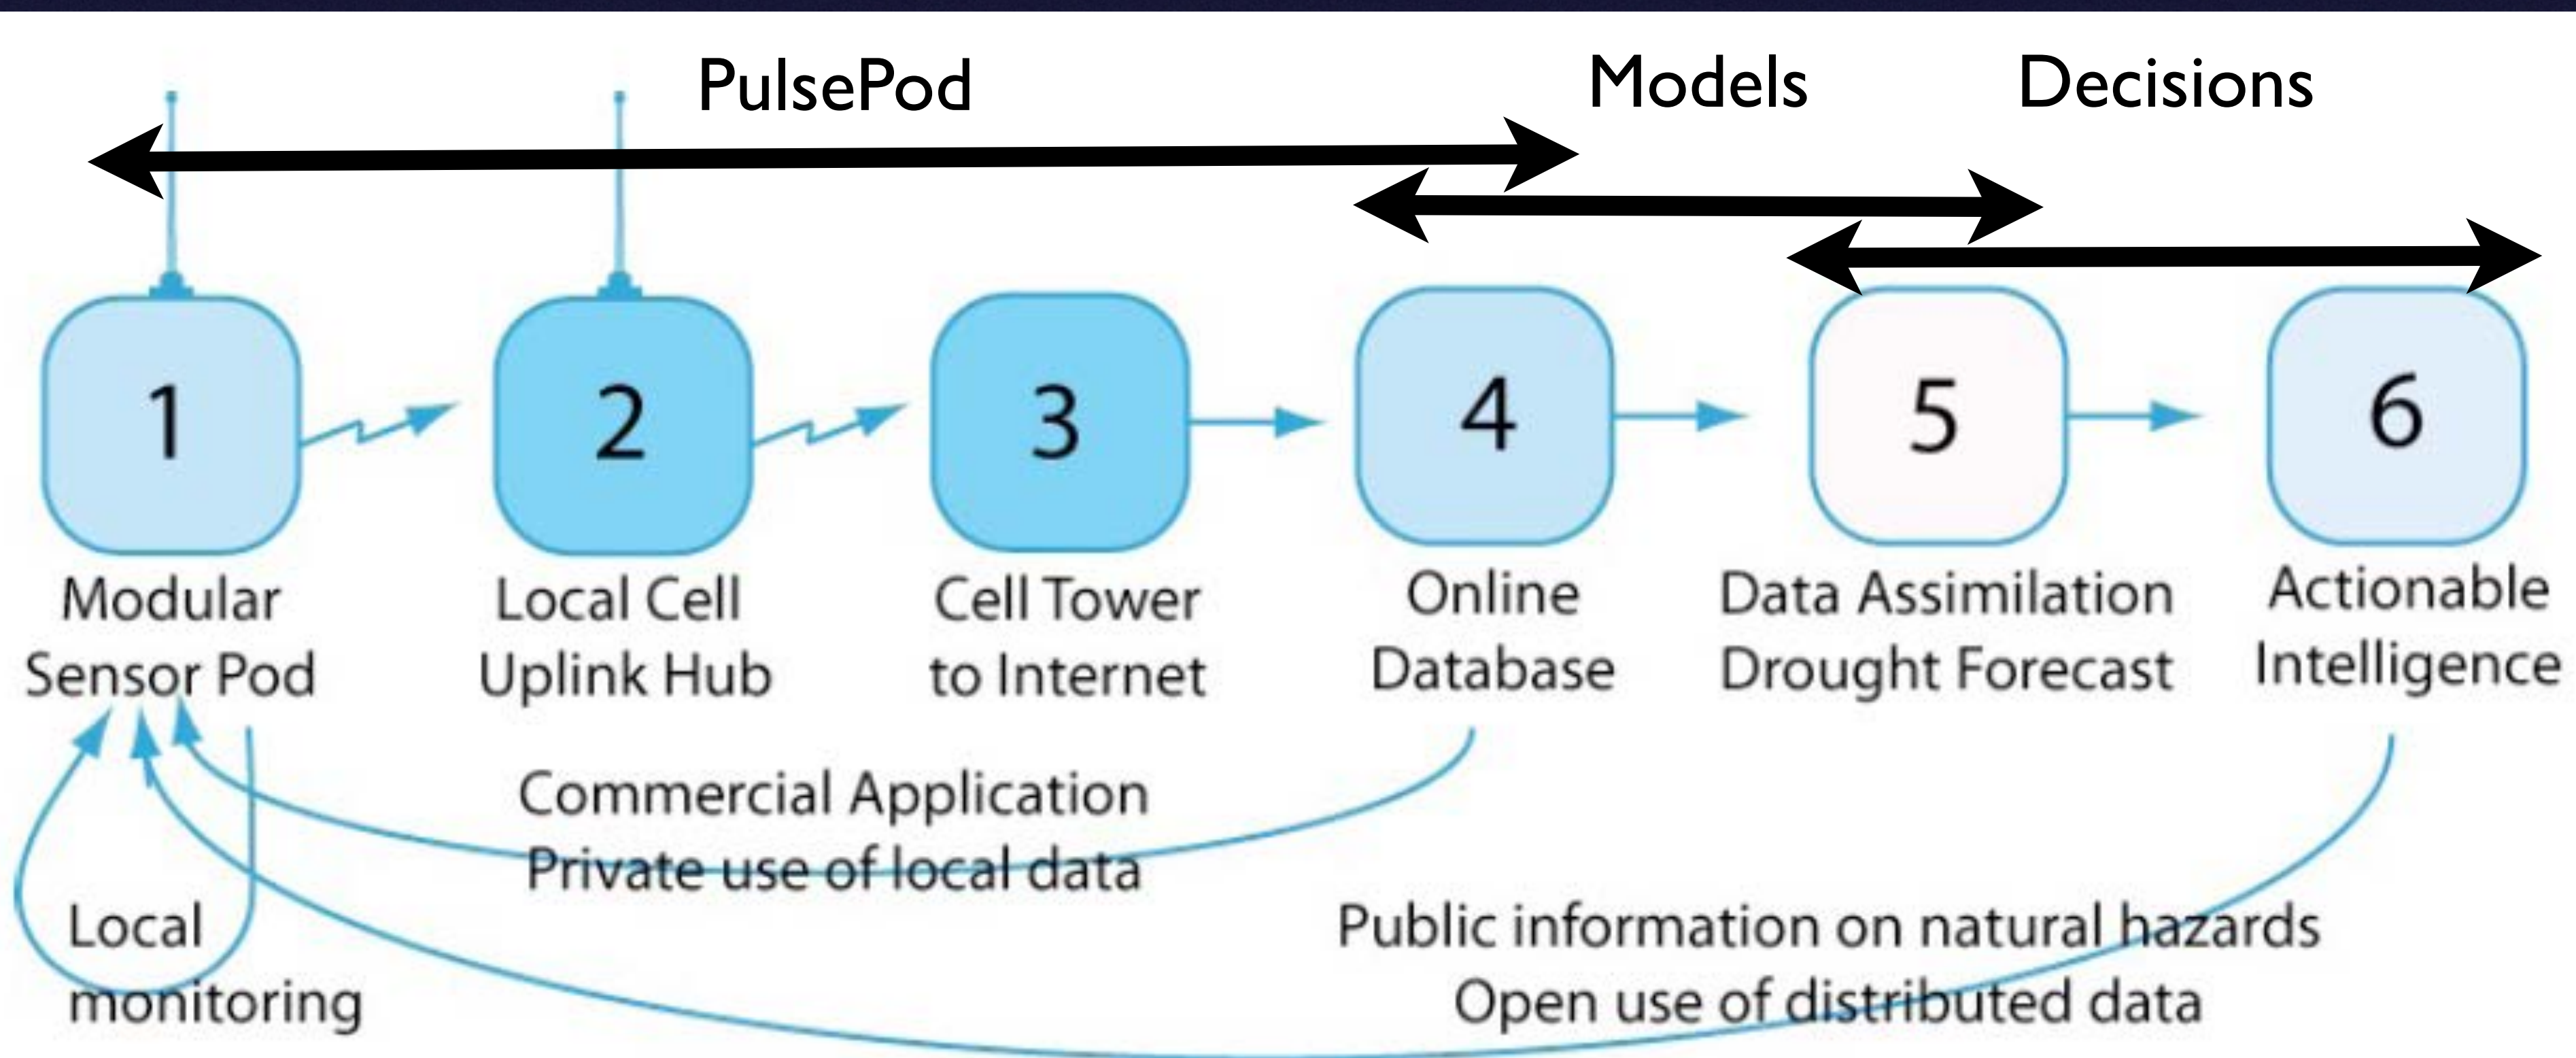 PulsePod
Models
Decisions
1
2
3
4
5
6
Modular
Sensor Pod
Local Cell
Uplink Hub
Cell Tower
to Internet
Online
Database
Data Assimilation
Drought Forecast
Actionable
Intelligence
Commercial Application
Private use of local data
Local
monitoring
Public information on natural hazards
Open use of distributed data